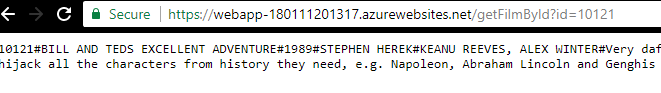 Secure https://webapp-180111201317.azurewebsites.net/getFilmById?id=10121
10121#BILL AND TEDS EXCELLENT ADVENTURE#1989#STEPHEN HEREK#KEANU REEVES, ALEX WINTER#Very daf
hijack all the characters from history they need, e.g. Napoleon, Abraham Lincoln and Genghis